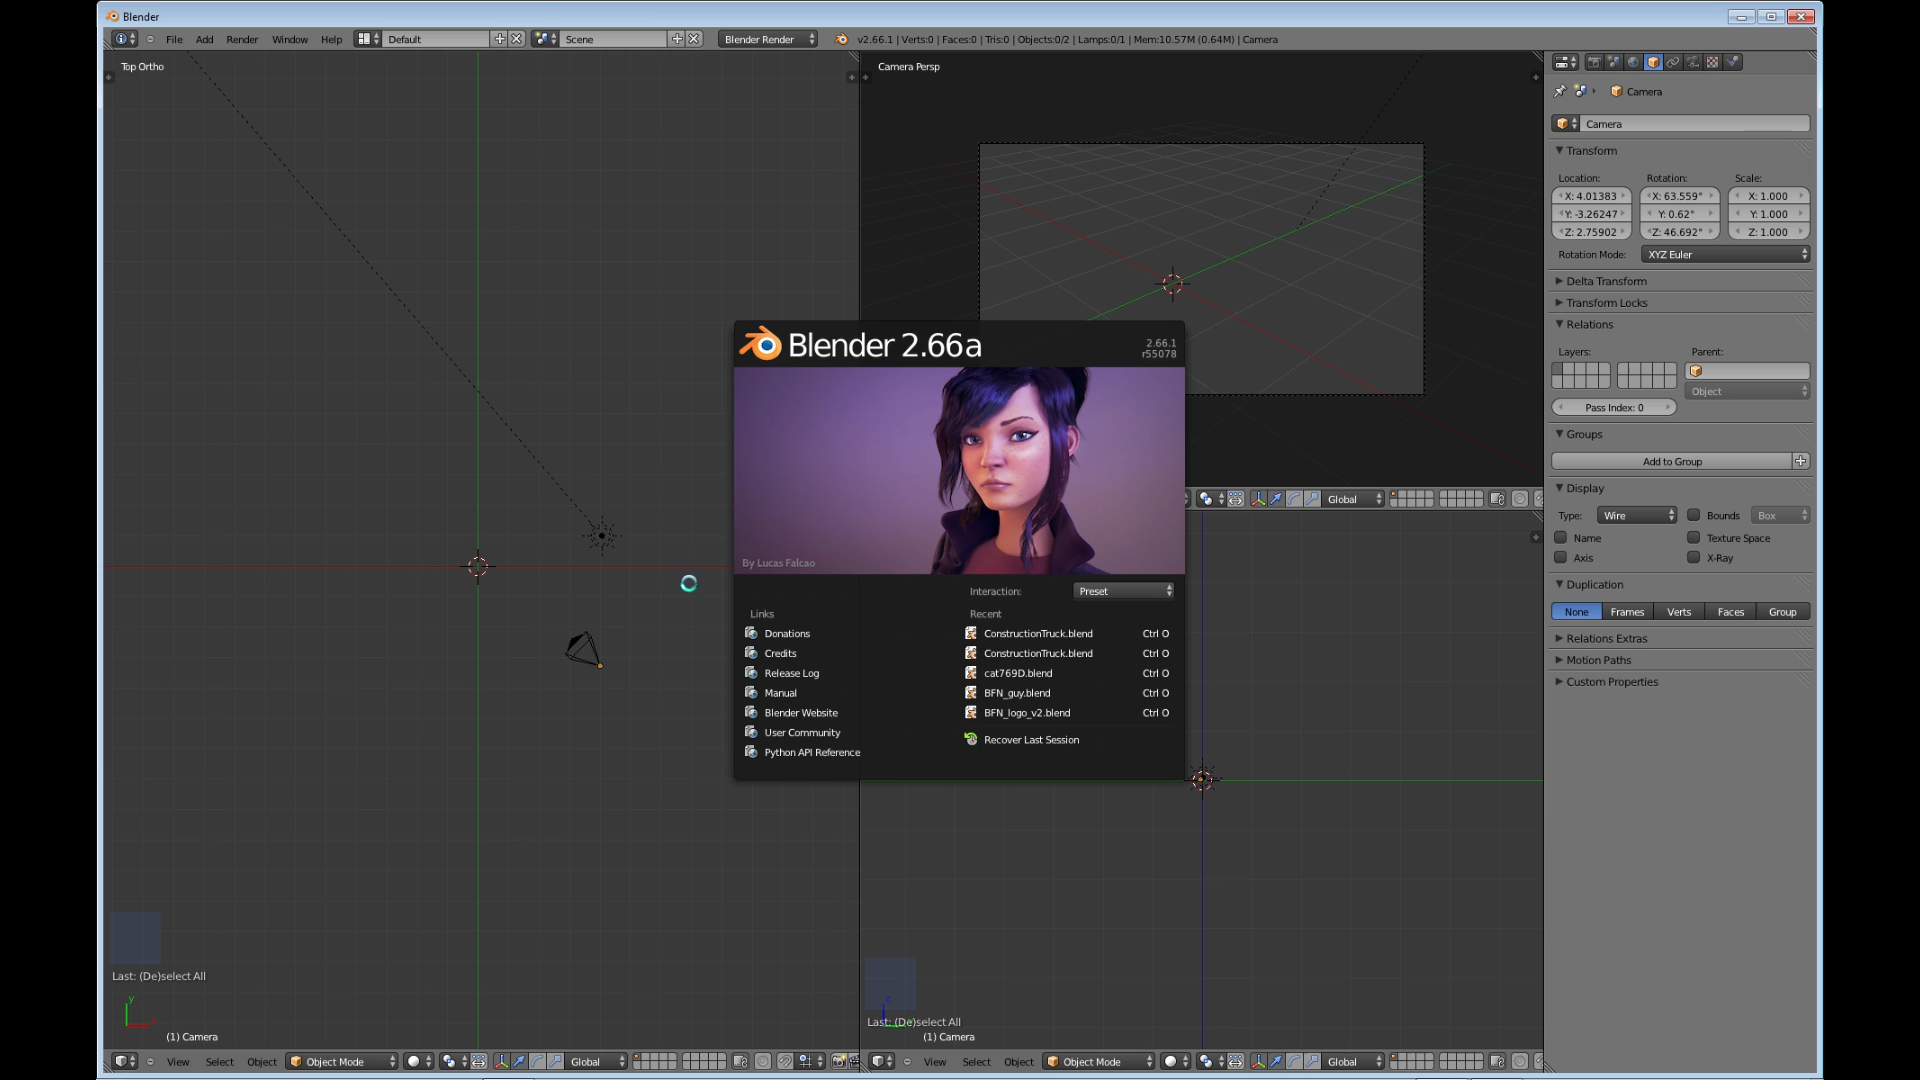 Blender
File Add Render Window Help Default Scene Blender Render v2.66.1 | Verts:0 | Faces:0 | Tris:0 | Objects:0/2 | Lamps:0/1 | Mem:10.57M (0.64M) | Camera
Top Ortho
Camera Persp
Camera
Camera
Transform
Location: Rotation: Scale:
X: 4.01383 X: 63.559° X: 1.000
Y: -3.26247 Y: 0.62° Y: 1.000
Z: 2.75902 Z: 46.692° Z: 1.000
Rotation Mode: XYZ Euler
Delta Transform
Transform Locks
Relations
Layers: Parent:
Object
Pass Index: 0
Groups
Add to Group
Display
Type: Wire Bounds Box
Name Texture Space
Axis X-Ray
Duplication
None Frames Verts Faces Group
Relations Extras
Motion Paths
Custom Properties
Blender 2.66a
2.66.1
r55078
By Lucas Falcao
Interaction: Preset
Links
Donations
Credits
Release Log
Manual
Blender Website
User Community
Python API Reference
Recent
ConstructionTruck.blend Ctrl O
ConstructionTruck.blend Ctrl O
cat769D.blend Ctrl O
BFN_guy.blend Ctrl O
BFN_logo_v2.blend Ctrl O
Recover Last Session
Global
Last: (De)select All
y
(1) Camera
View Select Object Object Mode Global
Last: (De)select All
z
(1) Camera
View Select Object Object Mode Global